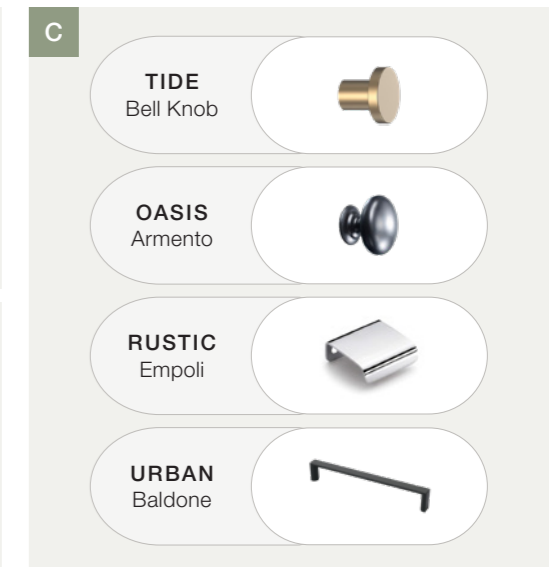 C
TIDE
Bell Knob
OASIS
Armento
RUSTIC
Empoli
URBAN
Baldone